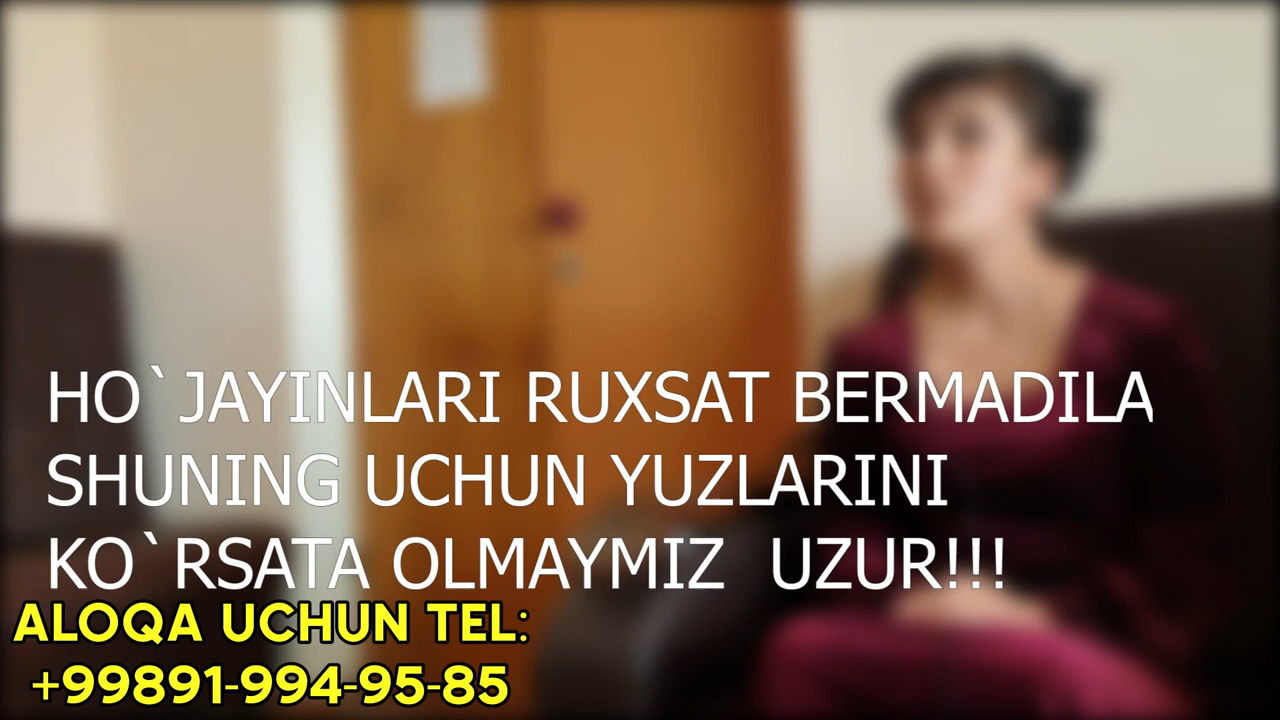 HO`JAYINLARI RUXSAT BERMADILA
SHUNING UCHUN YUZLARINI
KO`RSATA OLMAYMIZ  UZUR!!!
ALOQA UCHUN TEL:
+99891-994-95-85